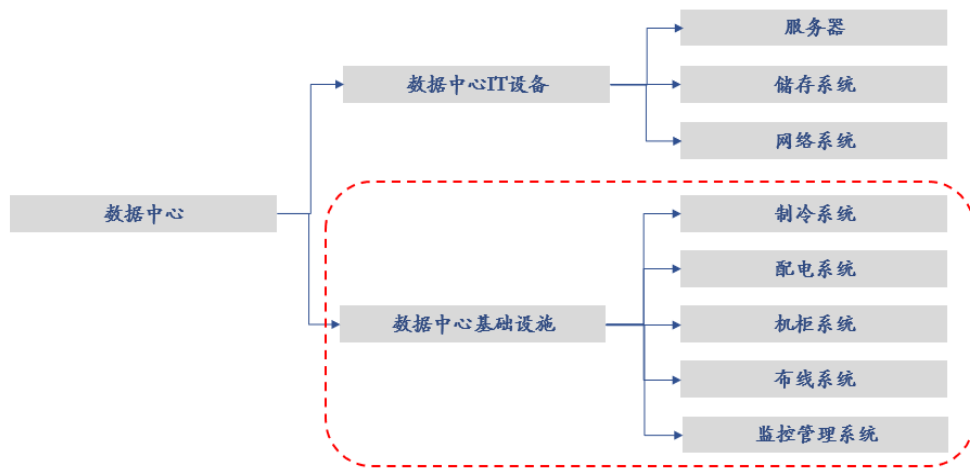 服务器
数据中心IT设备
储存系统
网络系统
数据中心
制冷系统
配电系统
数据中心基础设施
机柜系统
布线系统
监控管理系统